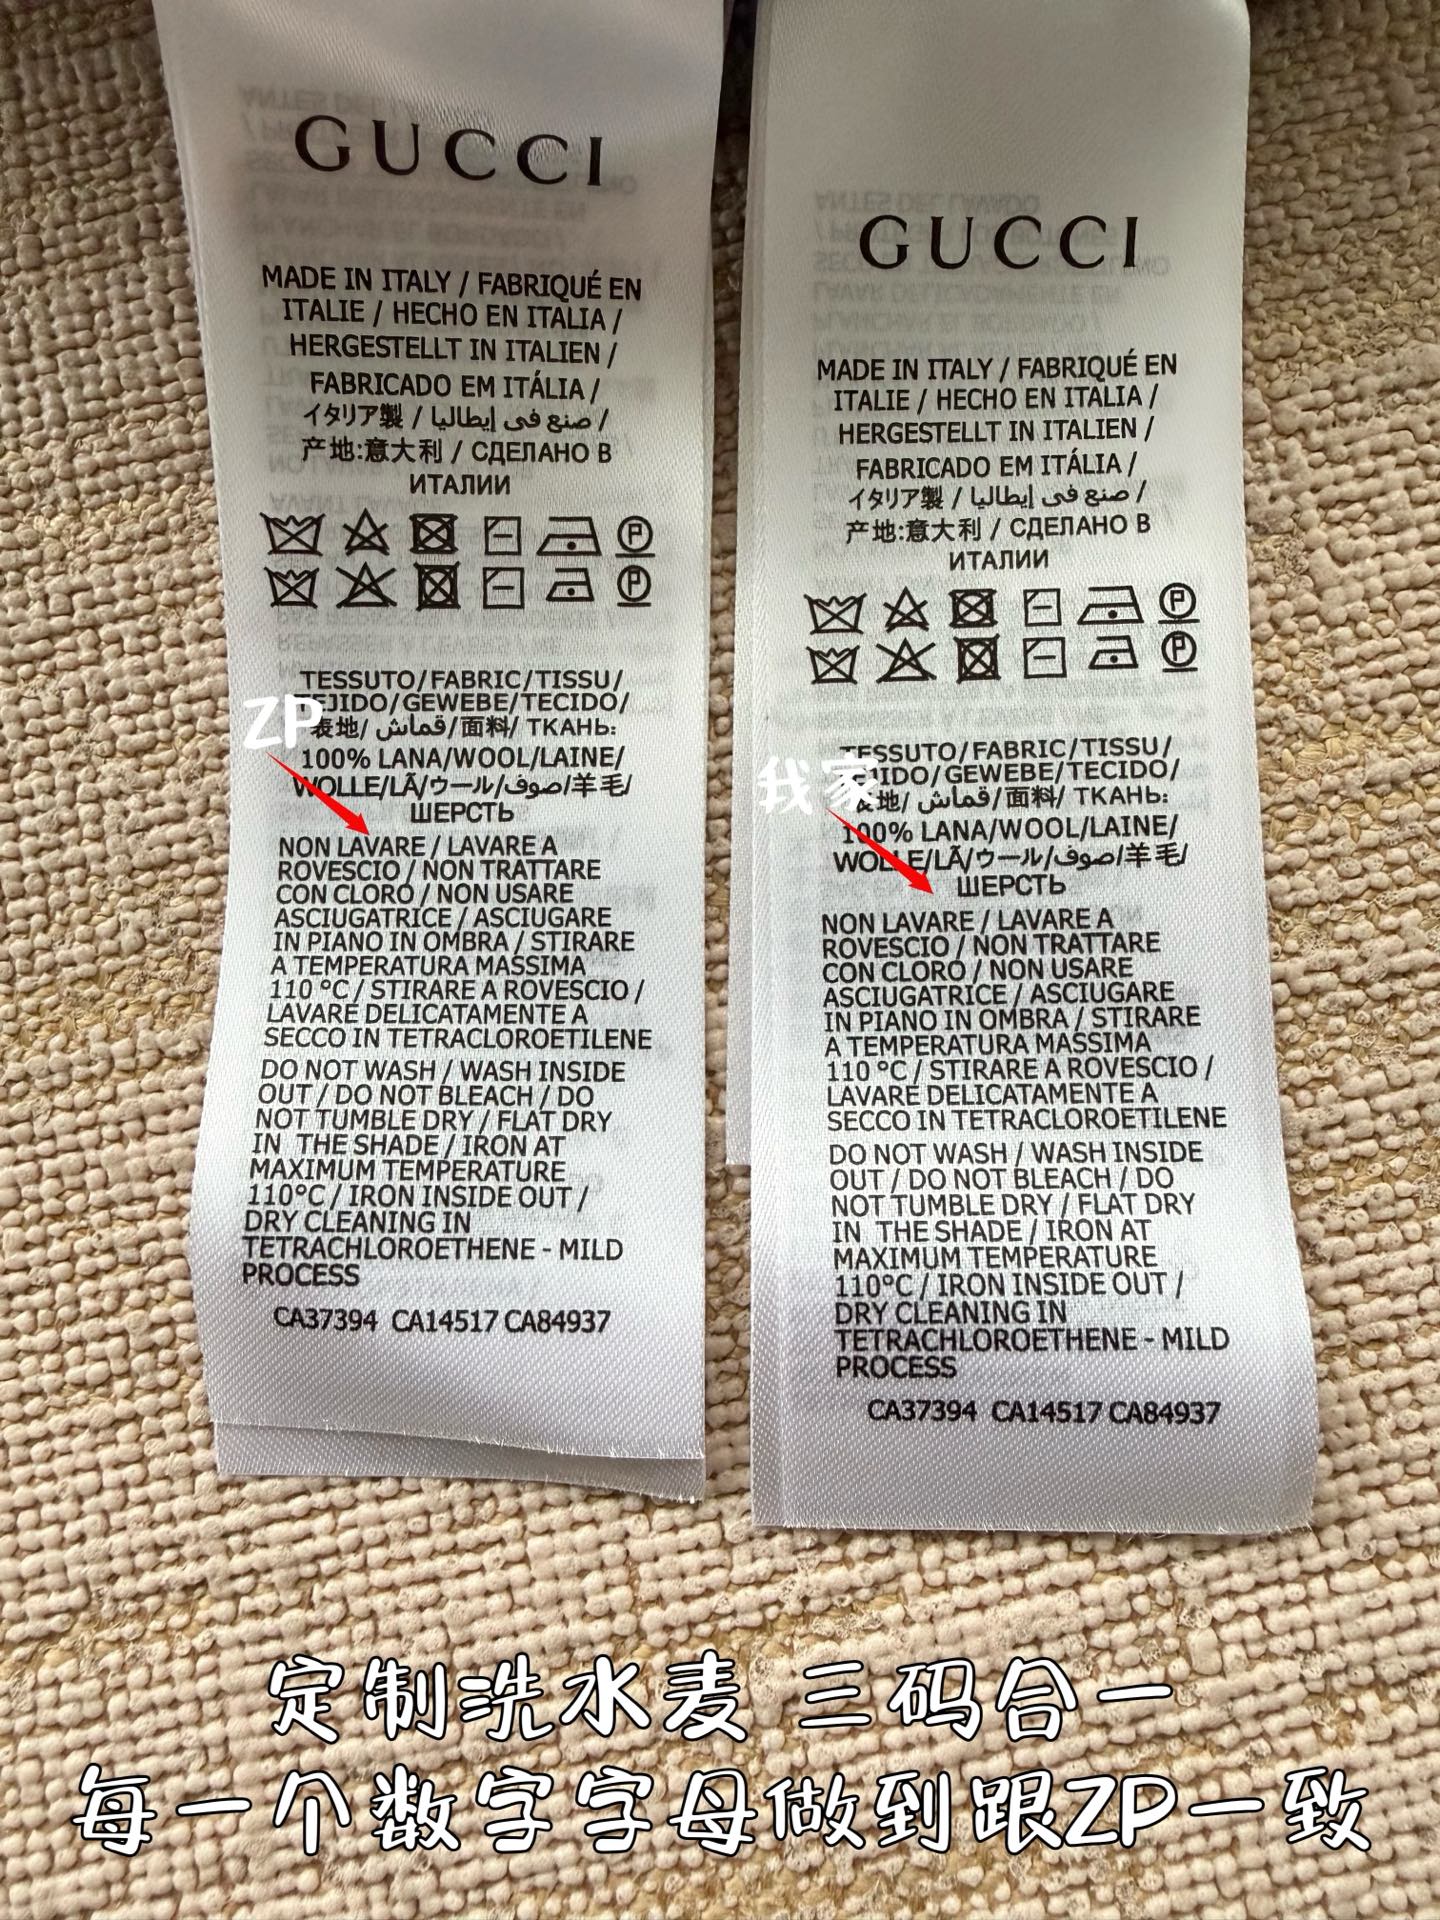 GUCCI
MADE IN ITALY / FABRIQUÉ EN
ITALIE / HECHO EN ITALIA /
HERGESTELLT IN ITALIEN /
FABRICADO EM ITÁLIA /
イタリア製 / صنع في إيطاليا /
产地:意大利 / СДЕЛАНО В
ИТАЛИИ
TESSUTO/FABRIC/TISSU/
TEJIDO/GEWEBE/TECIDO/
ZP
表地/ قماش /面料/ ТКАНЬ:
100% LANA/WOOL/LAINE/
WOLLE/LÃ/ウール/صوف/羊毛/
ШЕРСТЬ
NON LAVARE / LAVARE A
ROVESCIO / NON TRATTARE
CON CLORO / NON USARE
ASCIUGATRICE / ASCIUGARE
IN PIANO IN OMBRA / STIRARE
A TEMPERATURA MASSIMA
110 °C / STIRARE A ROVESCIO /
LAVARE DELICATAMENTE A
SECCO IN TETRACLOROETILENE
DO NOT WASH / WASH INSIDE
OUT / DO NOT BLEACH / DO
NOT TUMBLE DRY / FLAT DRY
IN THE SHADE / IRON AT
MAXIMUM TEMPERATURE
110°C / IRON INSIDE OUT /
DRY CLEANING IN
TETRACHLOROETHENE - MILD
PROCESS
CA37394 CA14517 CA84937
GUCCI
MADE IN ITALY / FABRIQUÉ EN
ITALIE / HECHO EN ITALIA /
HERGESTELLT IN ITALIEN /
FABRICADO EM ITÁLIA /
イタリア製 / صنع في إيطاليا /
产地:意大利 / СДЕЛАНО В
ИТАЛИИ
TESSUTO/FABRIC/TISSU/
TEJIDO/GEWEBE/TECIDO/
我家
表地/ قماش /面料/ ТКАНЬ:
100% LANA/WOOL/LAINE/
WOLLE/LÃ/ウール/صوف/羊毛/
ШЕРСТЬ
NON LAVARE / LAVARE A
ROVESCIO / NON TRATTARE
CON CLORO / NON USARE
ASCIUGATRICE / ASCIUGARE
IN PIANO IN OMBRA / STIRARE
A TEMPERATURA MASSIMA
110 °C / STIRARE A ROVESCIO /
LAVARE DELICATAMENTE A
SECCO IN TETRACLOROETILENE
DO NOT WASH / WASH INSIDE
OUT / DO NOT BLEACH / DO
NOT TUMBLE DRY / FLAT DRY
IN THE SHADE / IRON AT
MAXIMUM TEMPERATURE
110°C / IRON INSIDE OUT /
DRY CLEANING IN
TETRACHLOROETHENE - MILD
PROCESS
CA37394 CA14517 CA84937
定制洗水麦 三码合一
每一个数字字母做到跟ZP一致